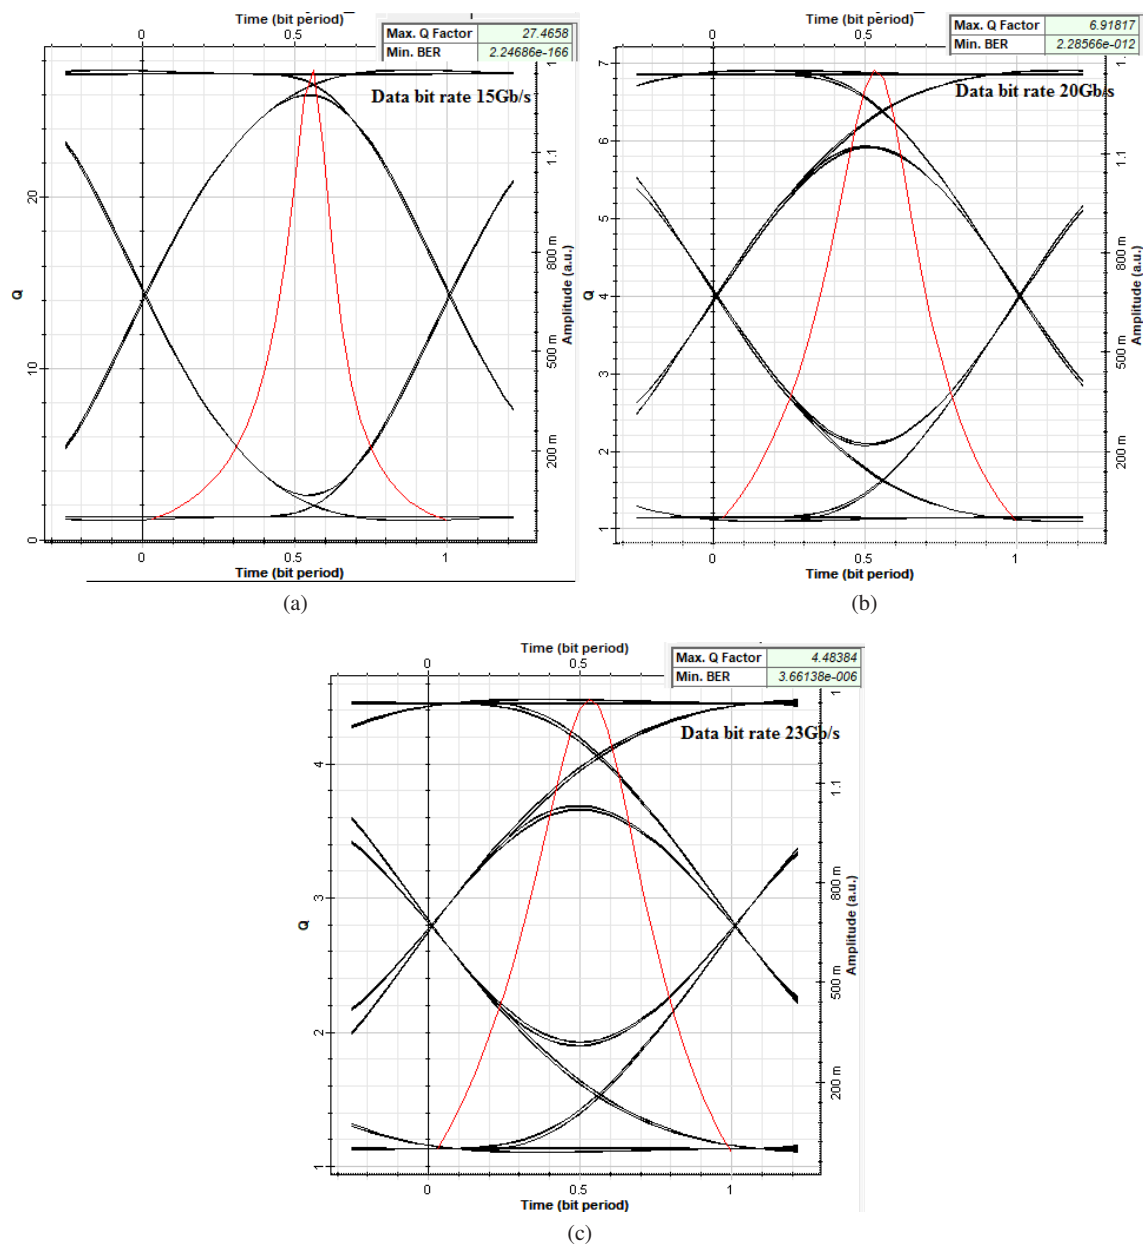 Time (bit period)
0 0.5
Max. Q Factor 27.4658
Min. BER 2.24686e-166
Data bit rate 15Gb/s
Q
0 10 20
Amplitude (a.u.)
200 m 500 m 800 m 1.1 1
0 0.5 1
Time (bit period)
(a)
Time (bit period)
0 0.5
Max. Q Factor 6.91817
Min. BER 2.28566e-012
Data bit rate 20Gb/s
Q
1 2 3 4 5 6 7
Amplitude (a.u.)
200 m 500 m 800 m 1.1 1
0 0.5 1
Time (bit period)
(b)
Time (bit period)
0 0.5
Max. Q Factor 4.48384
Min. BER 3.66138e-006
Data bit rate 23Gb/s
Q
1 2 3 4
Amplitude (a.u.)
200 m 500 m 800 m 1.1 1
0 0.5 1
Time (bit period)
(c)